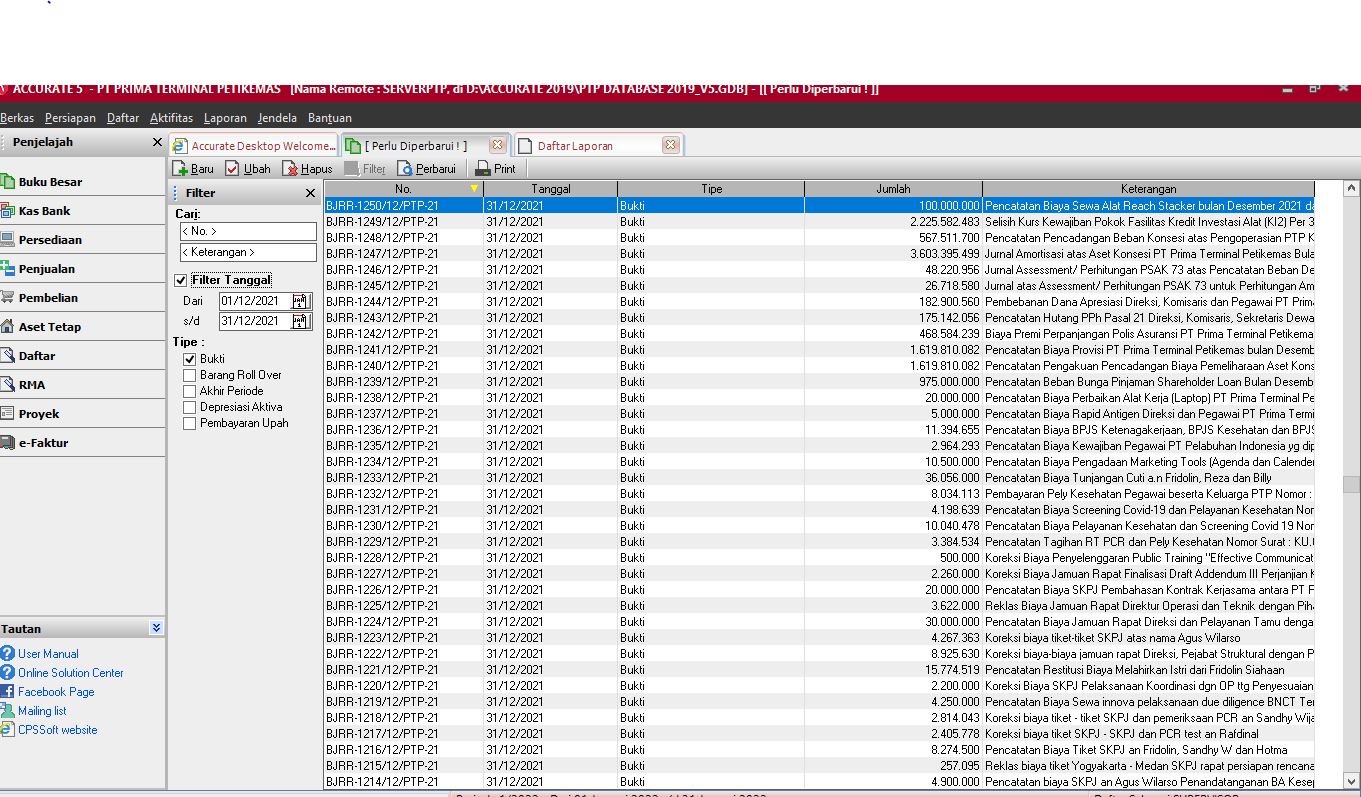 ACCURATE 5 - PT PRIMA TERMINAL PETIKEMAS [Nama Remote : SERVERPTP, di D:\ACCURATE 2019\PTP DATABASE 2019_V5.GDB] - [[ Perlu Diperbarui ! ]]
Berkas Persiapan Daftar Aktifitas Laporan Jendela Bantuan
Penjelajah
Accurate Desktop Welcome... [ Perlu Diperbarui ! ] Daftar Laporan
Baru Ubah Hapus Filter Perbarui Print
Buku Besar
Kas Bank
Persediaan
Penjualan
Pembelian
Aset Tetap
Daftar
RMA
Proyek
e-Faktur
Tautan
User Manual
Online Solution Center
Facebook Page
Mailing list
CPSSoft website
Filter
Cari:
< No. >
< Keterangan >
Filter Tanggal
Dari 01/12/2021
s/d 31/12/2021
Tipe :
Bukti
Barang Roll Over
Akhir Periode
Depresiasi Aktiva
Pembayaran Upah
No. Tanggal Tipe Jumlah Keterangan
BJRR-1250/12/PTP-21 31/12/2021 Bukti 100.000.000 Pencatatan Biaya Sewa Alat Reach Stacker bulan Desember 2021 da
BJRR-1249/12/PTP-21 31/12/2021 Bukti 2.225.582.483 Selisih Kurs Kewajiban Pokok Fasilitas Kredit Investasi Alat (KI2) Per 3
BJRR-1248/12/PTP-21 31/12/2021 Bukti 567.511.700 Pencatatan Pencadangan Beban Konsesi atas Pengoperasian PTP K
BJRR-1247/12/PTP-21 31/12/2021 Bukti 3.603.395.499 Jurnal Amortisasi atas Aset Konsesi PT Prima Terminal Petikemas Bula
BJRR-1246/12/PTP-21 31/12/2021 Bukti 48.220.956 Jurnal Assessment/ Perhitungan PSAK 73 atas Pencatatan Beban De
BJRR-1245/12/PTP-21 31/12/2021 Bukti 26.718.580 Jurnal atas Assessment/ Perhitungan PSAK 73 untuk Perhitungan Am
BJRR-1244/12/PTP-21 31/12/2021 Bukti 182.900.560 Pembebanan Dana Apresiasi Direksi, Komisaris dan Pegawai PT Prim
BJRR-1243/12/PTP-21 31/12/2021 Bukti 175.142.056 Pencatatan Hutang PPh Pasal 21 Direksi, Komisaris, Sekretaris Dewa
BJRR-1242/12/PTP-21 31/12/2021 Bukti 468.584.239 Biaya Premi Perpanjangan Polis Asuransi PT Prima Terminal Petikema
BJRR-1241/12/PTP-21 31/12/2021 Bukti 1.619.810.082 Pencatatan Biaya Provisi PT Prima Terminal Petikemas bulan Desemb
BJRR-1240/12/PTP-21 31/12/2021 Bukti 1.619.810.082 Pencatatan Pengakuan Pencadangan Biaya Pemeliharaan Aset Kons
BJRR-1239/12/PTP-21 31/12/2021 Bukti 975.000.000 Pencatatan Beban Bunga Pinjaman Shareholder Loan Bulan Desemb
BJRR-1238/12/PTP-21 31/12/2021 Bukti 20.000.000 Pencatatan Biaya Perbaikan Alat Kerja (Laptop) PT Prima Terminal Pe
BJRR-1237/12/PTP-21 31/12/2021 Bukti 5.000.000 Pencatatan Biaya Rapid Antigen Direksi dan Pegawai PT Prima Termi
BJRR-1236/12/PTP-21 31/12/2021 Bukti 11.394.655 Pencatatan Biaya BPJS Ketenagakerjaan, BPJS Kesehatan dan BPJS
BJRR-1235/12/PTP-21 31/12/2021 Bukti 2.964.293 Pencatatan Biaya Kewajiban Pegawai PT Pelabuhan Indonesia yg dip
BJRR-1234/12/PTP-21 31/12/2021 Bukti 10.500.000 Pencatatan Biaya Pengadaan Marketing Tools (Agenda dan Calender
BJRR-1233/12/PTP-21 31/12/2021 Bukti 36.056.000 Pencatatan Biaya Tunjangan Cuti a.n Fridolin, Reza dan Billy
BJRR-1232/12/PTP-21 31/12/2021 Bukti 8.034.113 Pembayaran Pely Kesehatan Pegawai beserta Keluarga PTP Nomor :
BJRR-1231/12/PTP-21 31/12/2021 Bukti 4.198.639 Pencatatan Biaya Screening Covid-19 dan Pelayanan Kesehatan Nor
BJRR-1230/12/PTP-21 31/12/2021 Bukti 10.040.478 Pencatatan Biaya Pelayanan Kesehatan dan Screening Covid 19 Nor
BJRR-1229/12/PTP-21 31/12/2021 Bukti 3.384.534 Pencatatan Tagihan RT PCR dan Pely Kesehatan Nomor Surat : KU.(
BJRR-1228/12/PTP-21 31/12/2021 Bukti 500.000 Koreksi Biaya Penyelenggaran Public Training "Effective Communicat
BJRR-1227/12/PTP-21 31/12/2021 Bukti 2.260.000 Koreksi Biaya Jamuan Rapat Finalisasi Draft Addendum III Perjanjian K
BJRR-1226/12/PTP-21 31/12/2021 Bukti 20.000.000 Pencatatan Biaya SKPJ Pembahasan Kontrak Kerjasama antara PT F
BJRR-1225/12/PTP-21 31/12/2021 Bukti 3.622.000 Reklas Biaya Jamuan Rapat Direktur Operasi dan Teknik dengan Piha
BJRR-1224/12/PTP-21 31/12/2021 Bukti 30.000.000 Pencatatan Biaya Jamuan Rapat Direksi dan Pelayanan Tamu denga
BJRR-1223/12/PTP-21 31/12/2021 Bukti 4.267.363 Koreksi biaya tiket-tiket SKPJ atas nama Agus Wilarso
BJRR-1222/12/PTP-21 31/12/2021 Bukti 8.925.630 Koreksi biaya-biaya jamuan rapat Direksi, Pejabat Struktural dengan P
BJRR-1221/12/PTP-21 31/12/2021 Bukti 15.774.519 Pencatatan Restitusi Biaya Melahirkan Istri dari Fridolin Siahaan
BJRR-1220/12/PTP-21 31/12/2021 Bukti 2.200.000 Koreksi Biaya SKPJ Pelaksanaan Koordinasi dgn OP ttg Penyesuaian
BJRR-1219/12/PTP-21 31/12/2021 Bukti 4.250.000 Pencatatan Biaya Sewa innova pelaksanaan due diligence BNCT Ter
BJRR-1218/12/PTP-21 31/12/2021 Bukti 2.814.043 Koreksi biaya tiket - tiket SKPJ dan pemeriksaan PCR an Sandhy Wija
BJRR-1217/12/PTP-21 31/12/2021 Bukti 2.405.778 Koreksi biaya tiket SKPJ - SKPJ dan PCR test an Rafdinal
BJRR-1216/12/PTP-21 31/12/2021 Bukti 8.274.500 Pencatatan Biaya Tiket SKPJ an Fridolin, Sandhy W dan Hotma
BJRR-1215/12/PTP-21 31/12/2021 Bukti 257.095 Reklas biaya tiket Yogyakarta - Medan SKPJ rapat persiapan rencana
BJRR-1214/12/PTP-21 31/12/2021 Bukti 4.900.000 Pencatatan biaya SKPJ an Agus Wilarso Penandatanganan BA Kesep